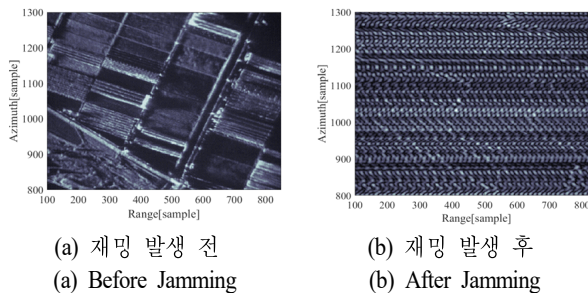 1300
1200
1100
1000
900
800
Azimuth[sample]
100 200 300 400 500 600 700 800
Range[sample]
(a) 재밍 발생 전
(a) Before Jamming
1300
1200
1100
1000
900
800
Azimuth[sample]
100 200 300 400 500 600 700 800
Range[sample]
(b) 재밍 발생 후
(b) After Jamming